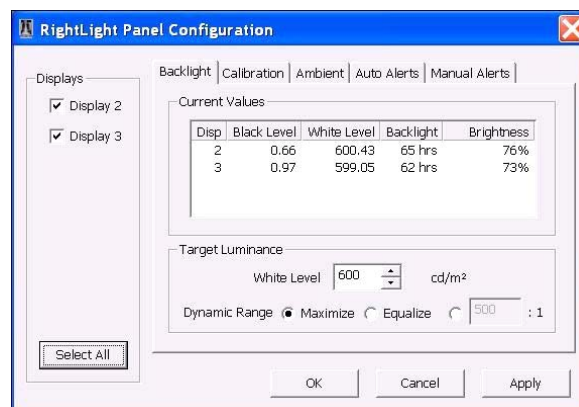 RightLight Panel Configuration
Displays
Display 2
Display 3
Select All
Backlight Calibration Ambient Auto Alerts Manual Alerts
Current Values
Disp Black Level White Level Backlight Brightness
2 0.66 600.43 65 hrs 76%
3 0.97 599.05 62 hrs 73%
Target Luminance
White Level 600 cd/m²
Dynamic Range Maximize Equalize 500 : 1
OK Cancel Apply